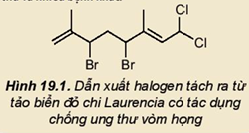 Cl
Cl
Br
Br
Hình 19.1. Dẫn xuất halogen tách ra từ
tảo biển đỏ chi Laurencia có tác dụng
chống ung thư vòm họng